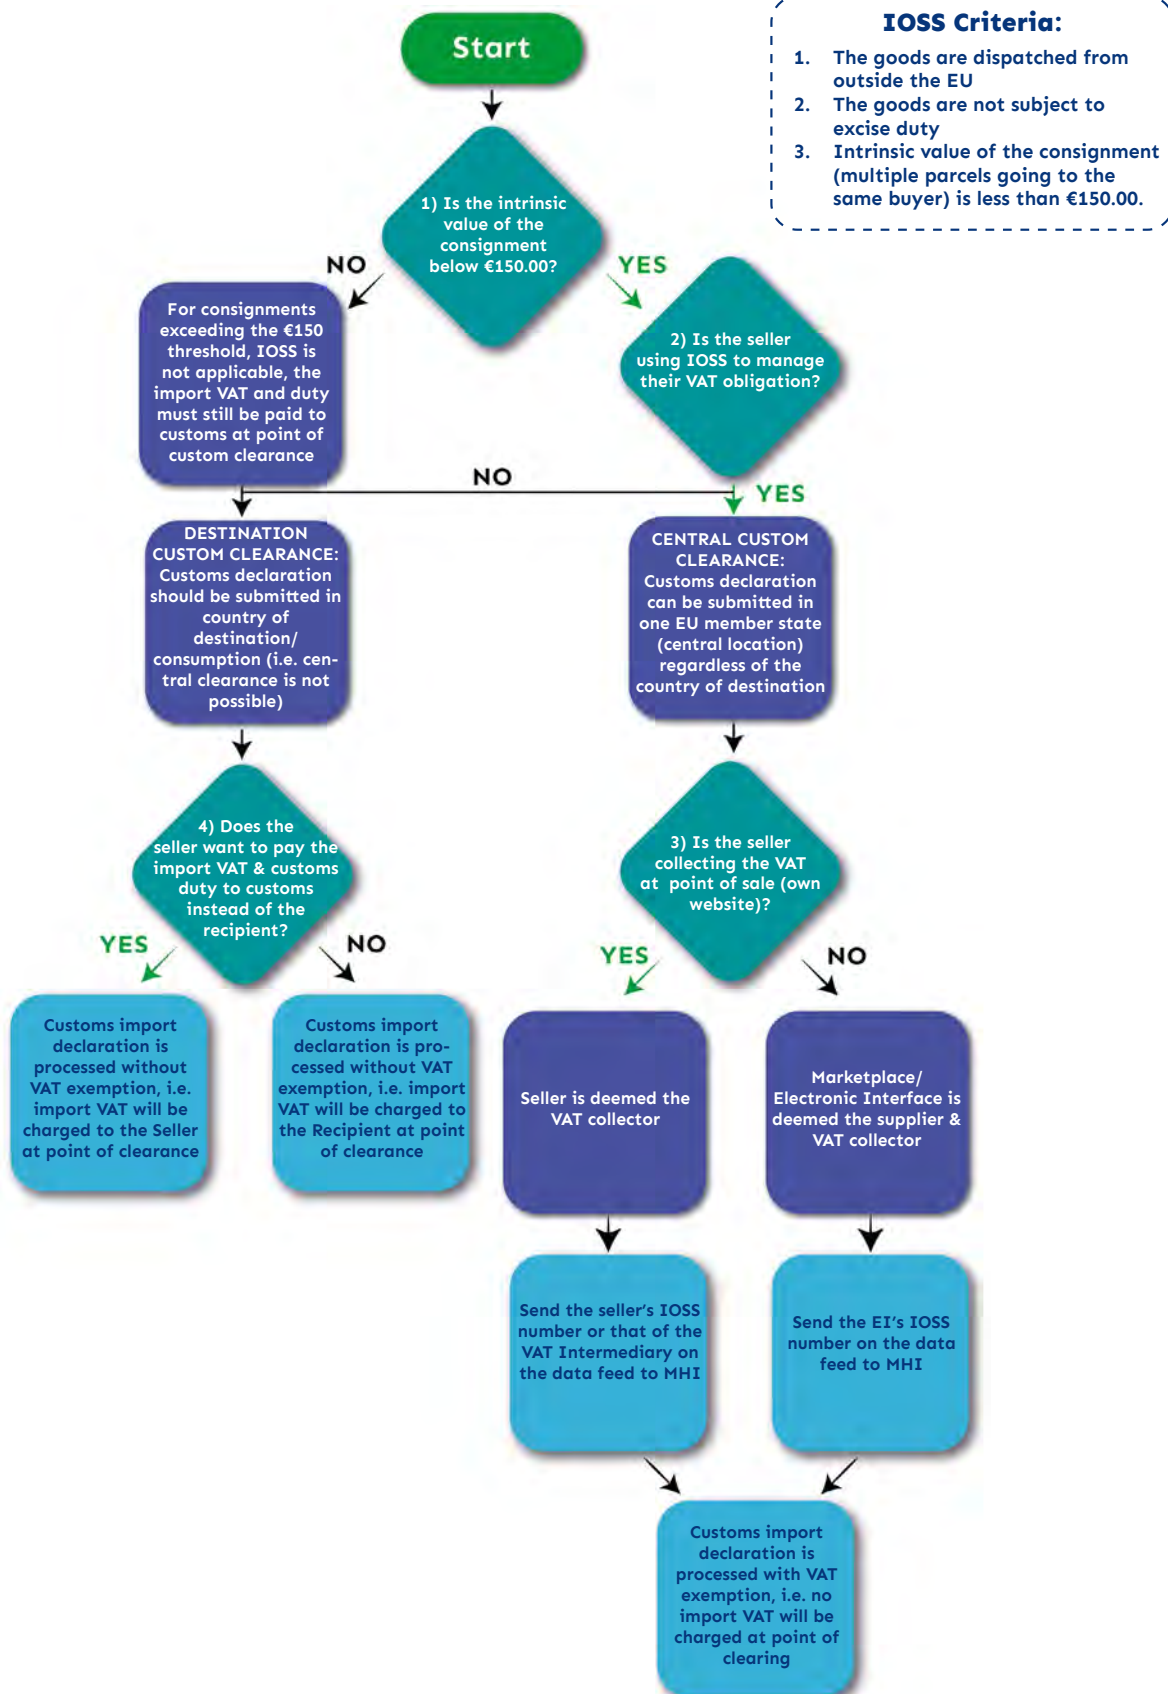 Start
IOSS Criteria:
1. The goods are dispatched from
outside the EU
2. The goods are not subject to
excise duty
3. Intrinsic value of the consignment
(multiple parcels going to the
same buyer) is less than €150.00.
1) Is the intrinsic
value of the
consignment
below €150.00?
NO
YES
For consignments
exceeding the €150
threshold, IOSS is
not applicable, the
import VAT and duty
must still be paid to
customs at point of
custom clearance
2) Is the seller
using IOSS to manage
their VAT obligation?
NO
YES
DESTINATION
CUSTOM CLEARANCE:
Customs declaration
should be submitted in
country of
destination/
consumption (i.e. cen-
tral clearance is not
possible)
CENTRAL CUSTOM
CLEARANCE:
Customs declaration
can be submitted in
one EU member state
(central location)
regardless of the
country of destination
4) Does the
seller want to pay the
import VAT & customs
duty to customs
instead of the
recipient?
3) Is the seller
collecting the VAT
at point of sale (own
website)?
YES
NO
YES
NO
Customs import
declaration is
processed without
VAT exemption, i.e.
import VAT will be
charged to the Seller
at point of clearance
Customs import
declaration is pro-
cessed without VAT
exemption, i.e. import
VAT will be charged to
the Recipient at point
of clearance
Seller is deemed the
VAT collector
Marketplace/
Electronic Interface is
deemed the supplier &
VAT collector
Send the seller's IOSS
number or that of the
VAT Intermediary on
the data feed to MHI
Send the EI's IOSS
number on the data
feed to MHI
Customs import
declaration is
processed with VAT
exemption, i.e. no
import VAT will be
charged at point of
clearing